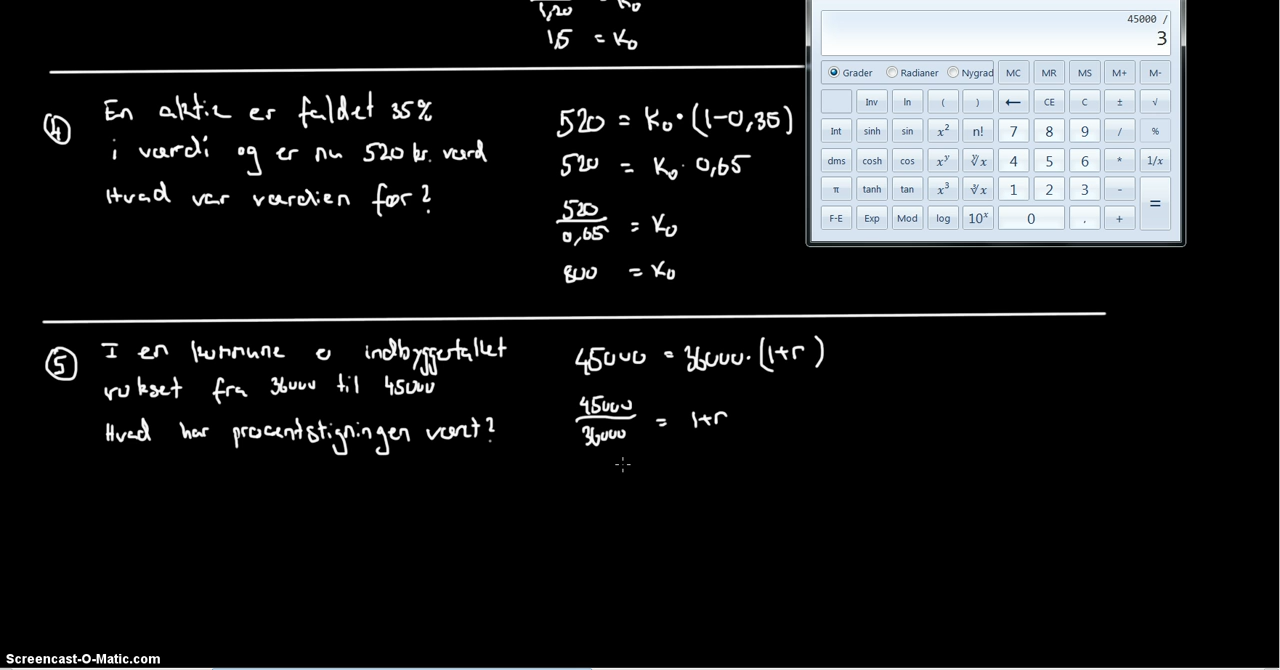 1,20 K₀
15 = K₀
④ En aktie er faldet 35%
i værdi og er nu 520 kr. værd
Hvad var værdien før?
520 = K₀ · (1-0,35)
520 = K₀ · 0,65
520
0,65 = K₀
800 = K₀
⑤ I en kommune er indbyggertallet
vokset fra 36000 til 45000
Hvad har procentstigningen været?
45000 = 36000 · (1+r)
45000
36000 = 1+r
45000 /
3
Grader Radianer Nygrad MC MR MS M+ M-
Inv ln ( ) ← CE C ± √
Int sinh sin x² n! 7 8 9 / %
dms cosh cos xʸ ʸ√x 4 5 6 * 1/x
π tanh tan x³ ³√x 1 2 3 - =
F-E Exp Mod log 10ˣ 0 . +
Screencast-O-Matic.com